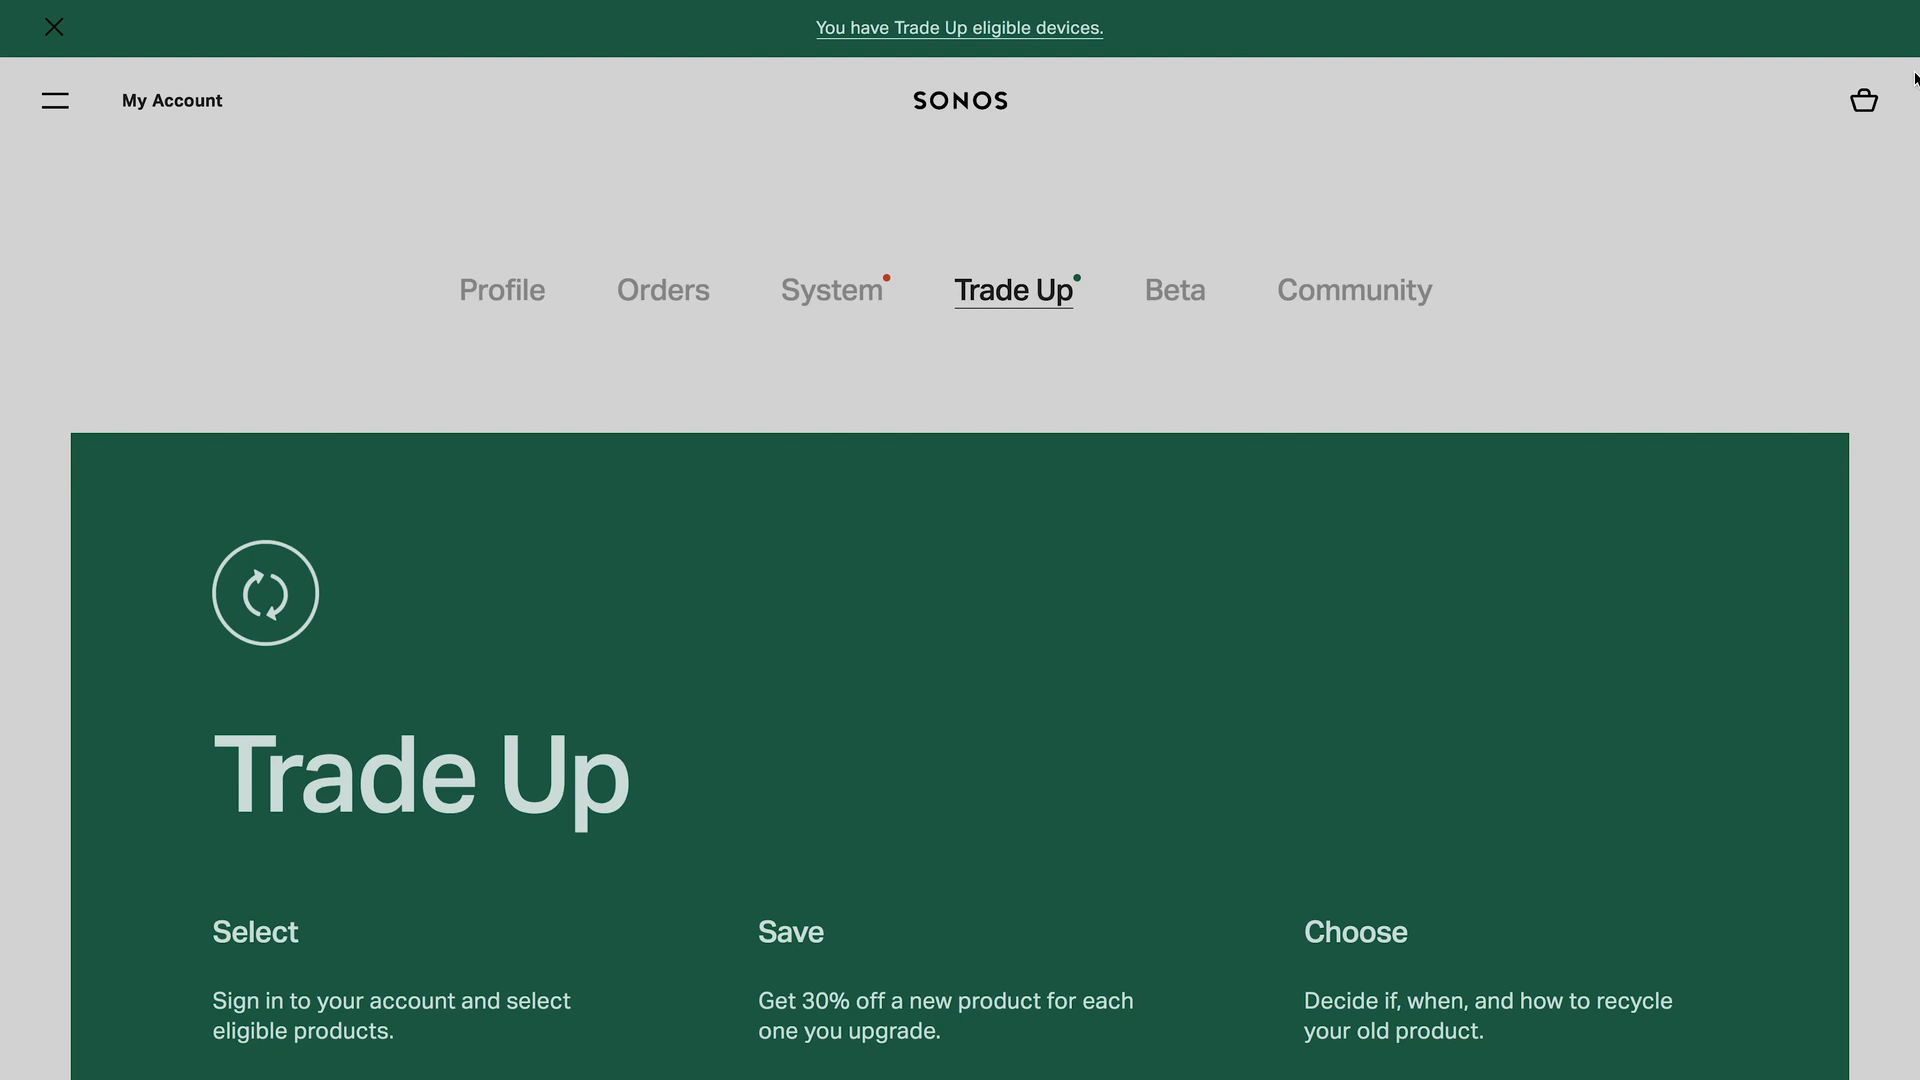 You have Trade Up eligible devices.
My Account
SONOS
Profile
Orders
System
Trade Up
Beta
Community
Trade Up
Select
Sign in to your account and select
eligible products.
Save
Get 30% off a new product for each
one you upgrade.
Choose
Decide if, when, and how to recycle
your old product.